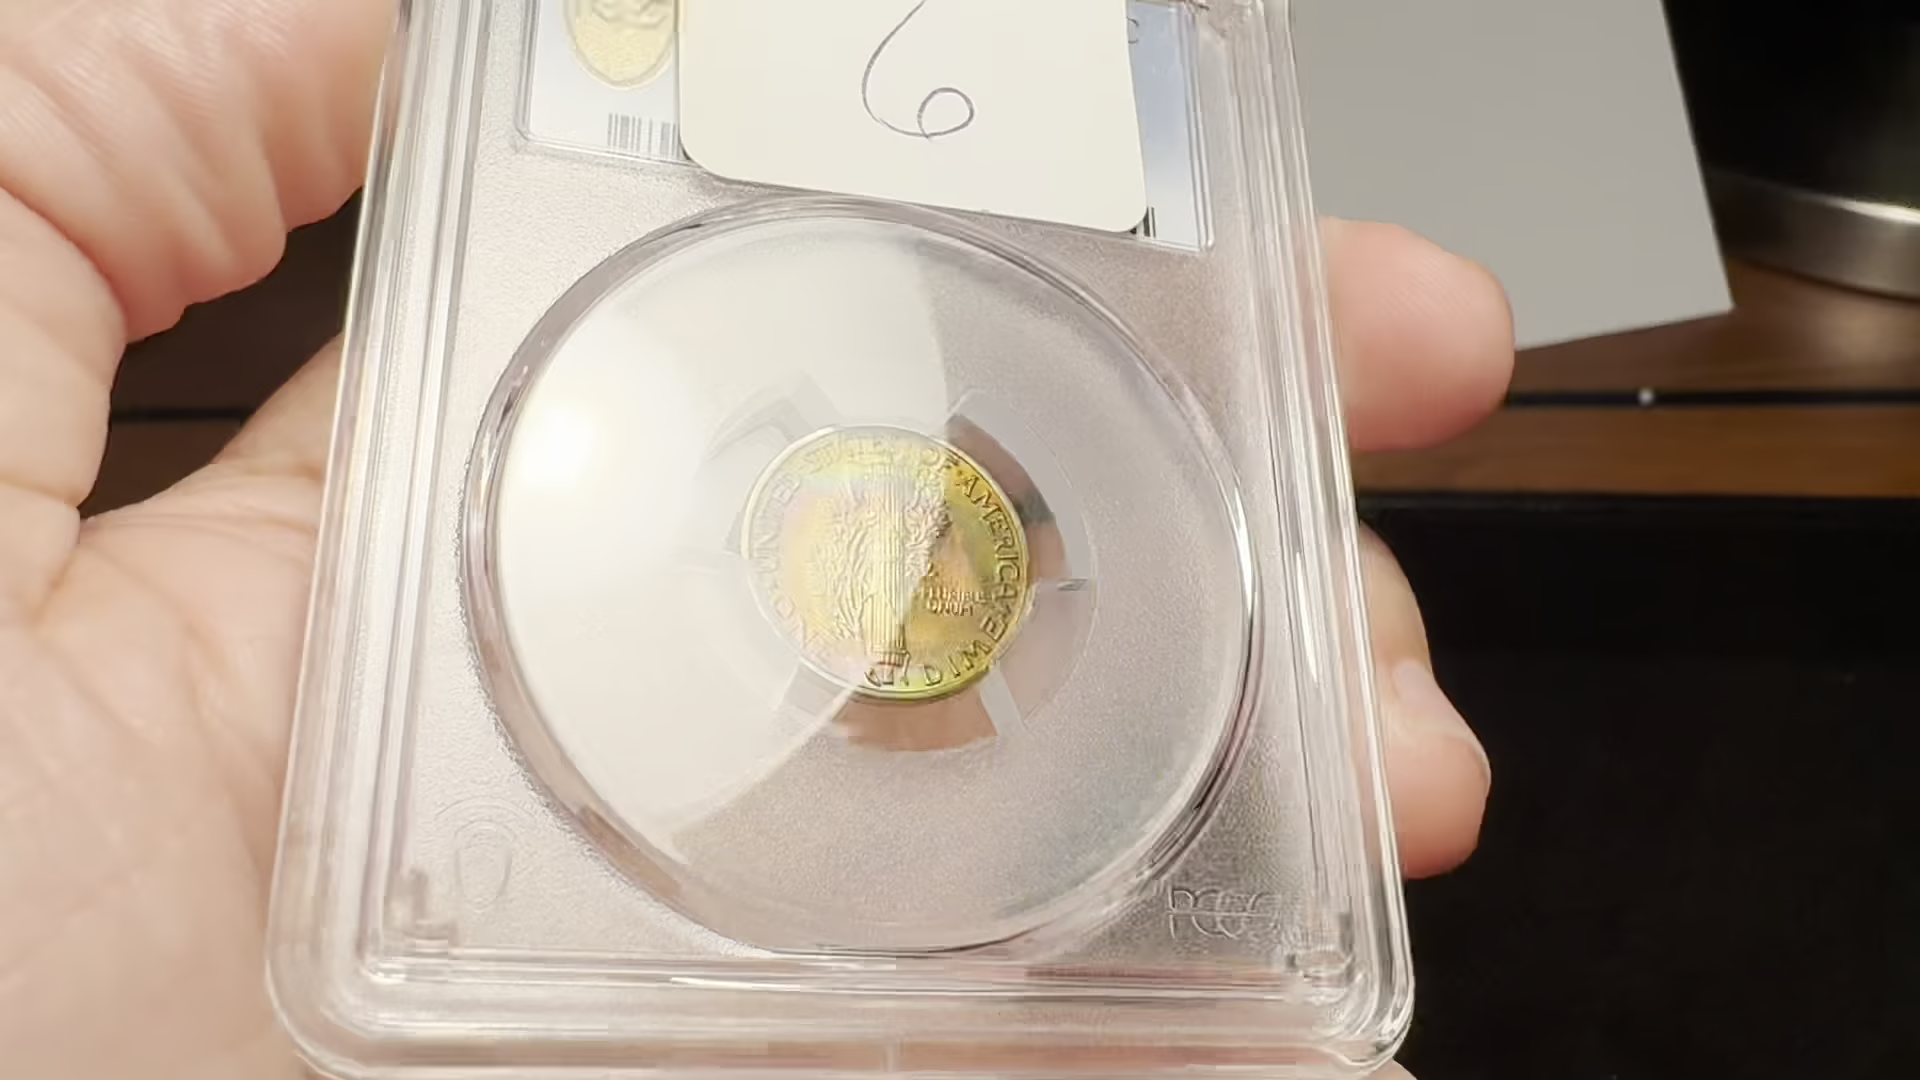 6
UNITED STATES OF AMERICA
E
PLURIBUS
UNUM
ONE DIME
PCGS